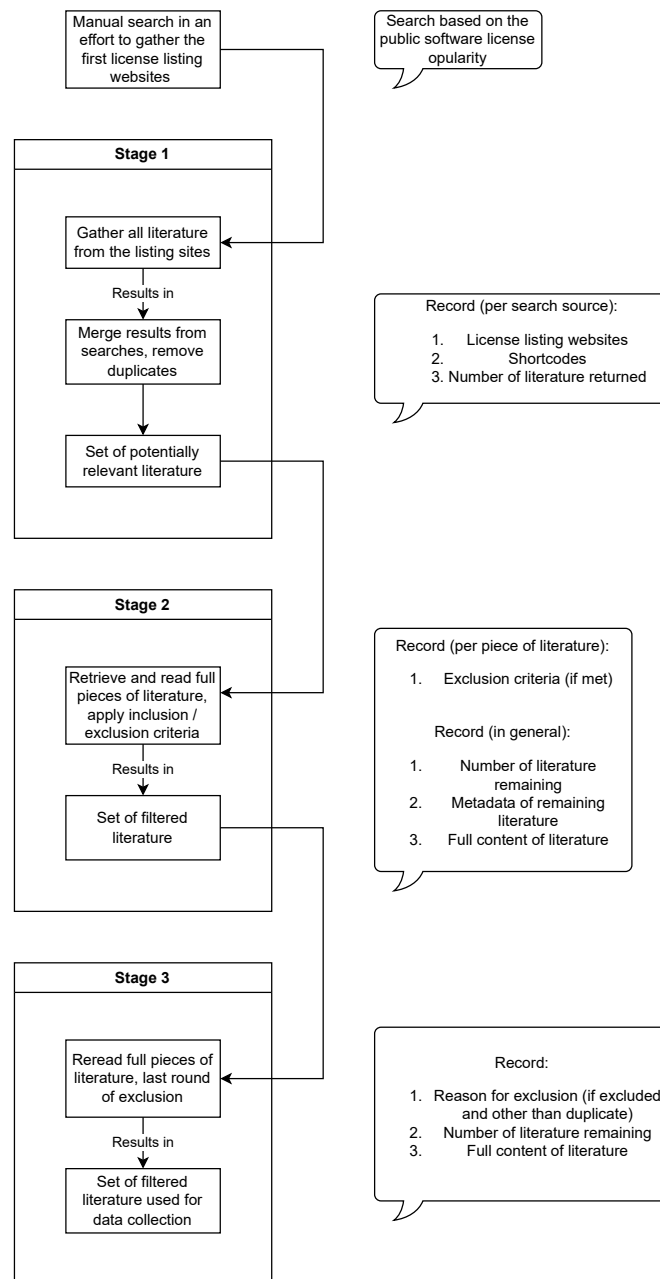 Manual search in an
effort to gather the
first license listing
websites
Search based on the
public software license
opularity
Stage 1
Gather all literature
from the listing sites
Results in
Merge results from
searches, remove
duplicates
Set of potentially
relevant literature
Record (per search source):
1. License listing websites
2. Shortcodes
3. Number of literature returned
Stage 2
Retrieve and read full
pieces of literature,
apply inclusion /
exclusion criteria
Results in
Set of filtered
literature
Record (per piece of literature):
1. Exclusion criteria (if met)
Record (in general):
1. Number of literature
remaining
2. Metadata of remaining
literature
3. Full content of literature
Stage 3
Reread full pieces of
literature, last round
of exclusion
Results in
Set of filtered
literature used for
data collection
Record:
1. Reason for exclusion (if excluded
and other than duplicate)
2. Number of literature remaining
3. Full content of literature